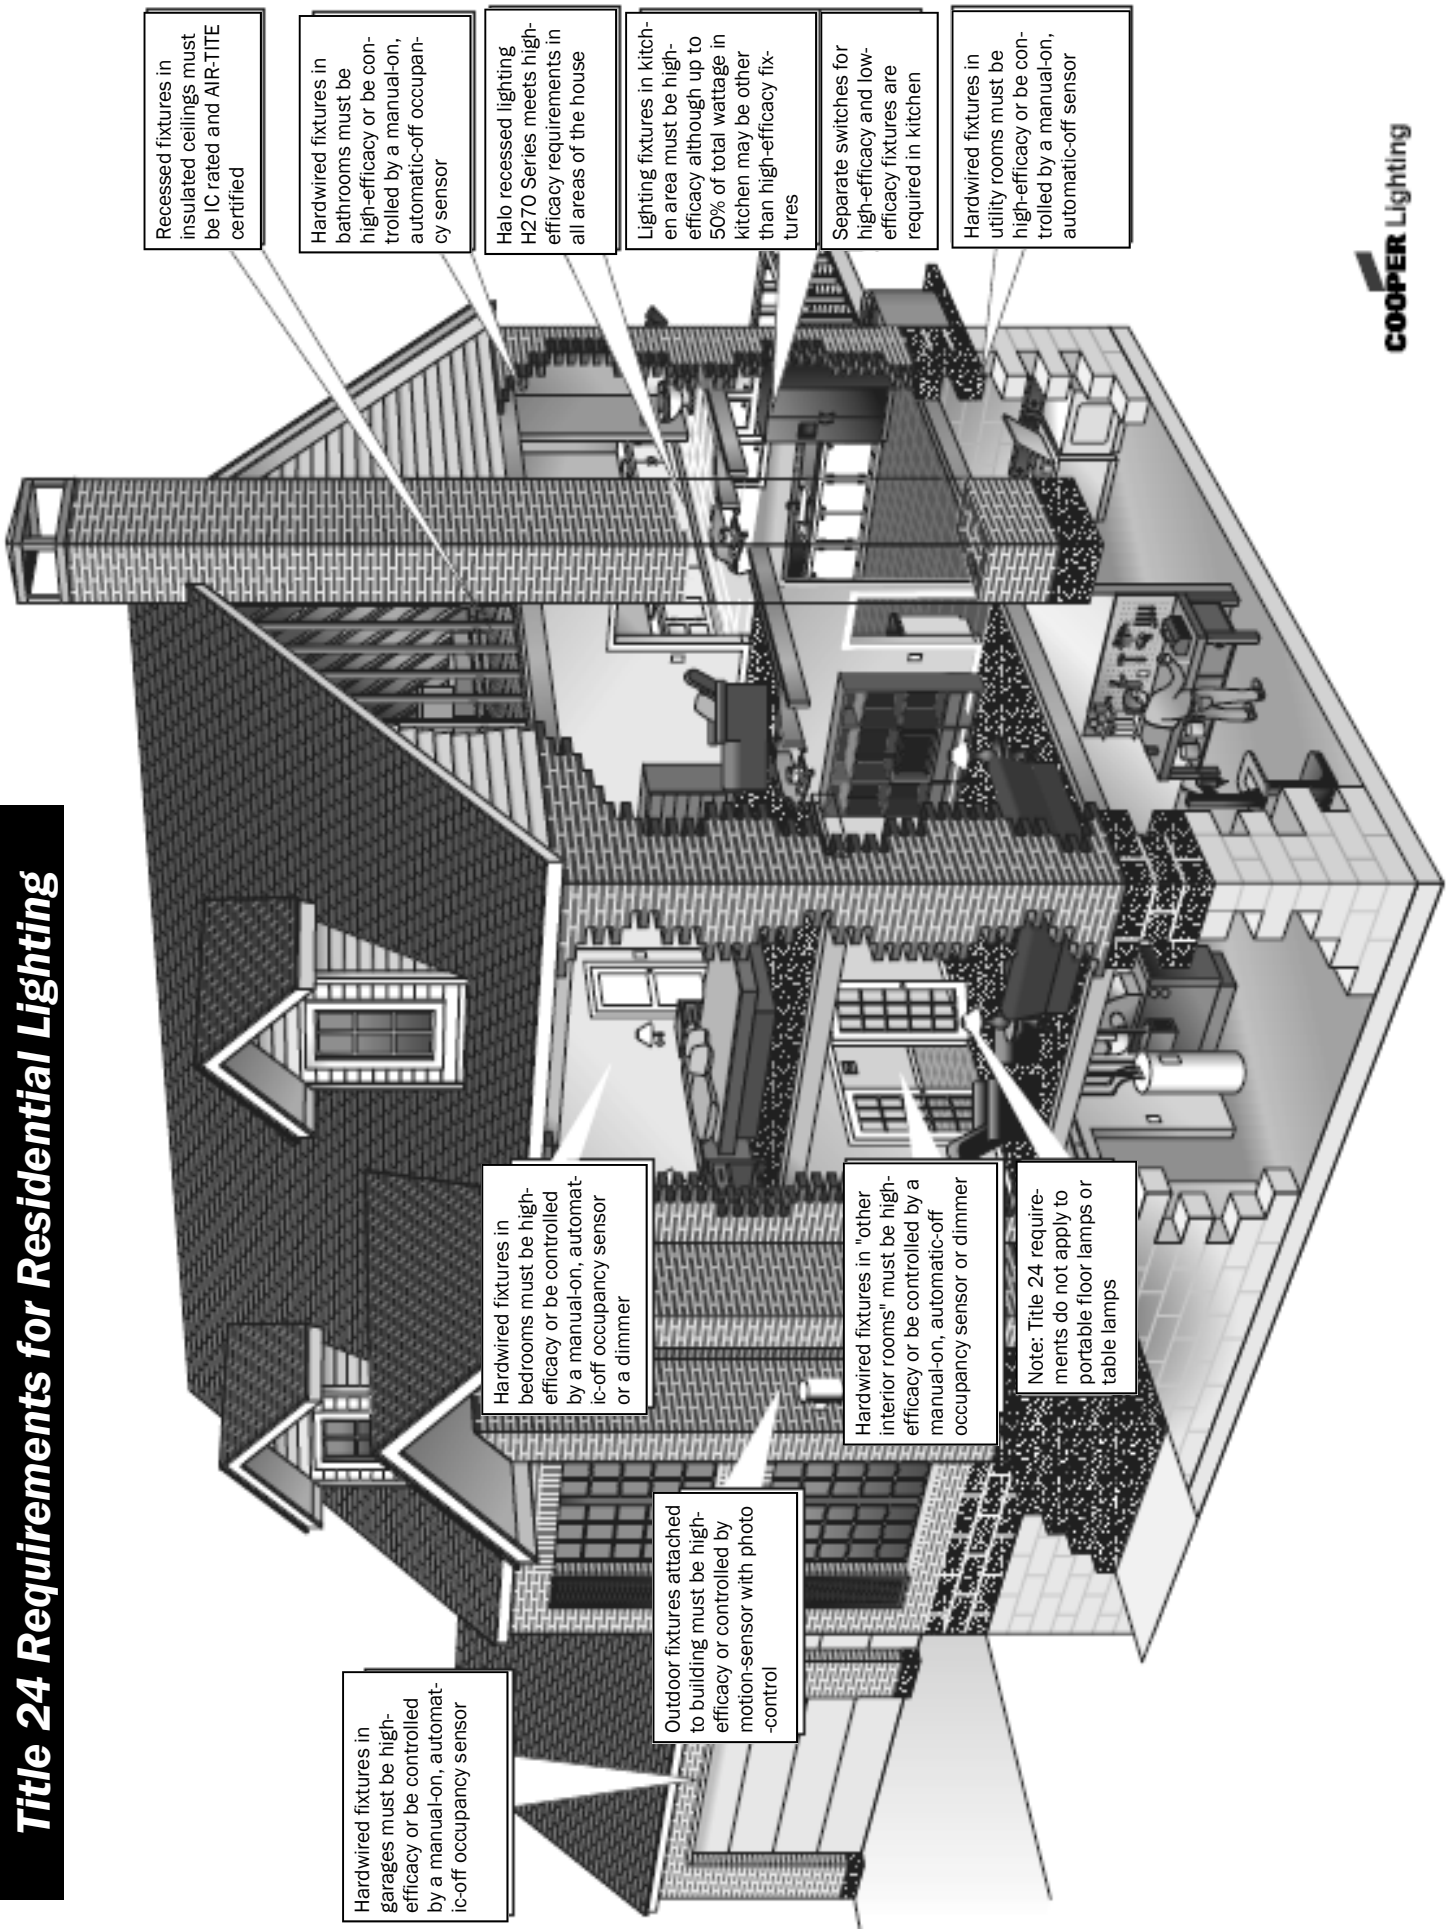 Title 24 Requirements for Residential Lighting
Recessed fixtures in
insulated ceilings must
be IC rated and AIR-TITE
certified
Hardwired fixtures in
bathrooms must be
high-efficacy or be con-
trolled by a manual-on,
automatic-off occupan-
cy sensor
Halo recessed lighting
H270 Series meets high-
efficacy requirements in
all areas of the house
Lighting fixtures in kitch-
en area must be high-
efficacy although up to
50% of total wattage in
kitchen may be other
than high-efficacy fix-
tures
Separate switches for
high-efficacy and low-
efficacy fixtures are
required in kitchen
Hardwired fixtures in
utility rooms must be
high-efficacy or be con-
trolled by a manual-on,
automatic-off sensor
Hardwired fixtures in
bedrooms must be high-
efficacy or be controlled
by a manual-on, automat-
ic-off occupancy sensor
or a dimmer
Hardwired fixtures in "other
interior rooms" must be high-
efficacy or be controlled by a
manual-on, automatic-off
occupancy sensor or dimmer
Note: Title 24 require-
ments do not apply to
portable floor lamps or
table lamps
Outdoor fixtures attached
to building must be high-
efficacy or controlled by
motion-sensor with photo
-control
Hardwired fixtures in
garages must be high-
efficacy or be controlled
by a manual-on, automat-
ic-off occupancy sensor
COOPER Lighting